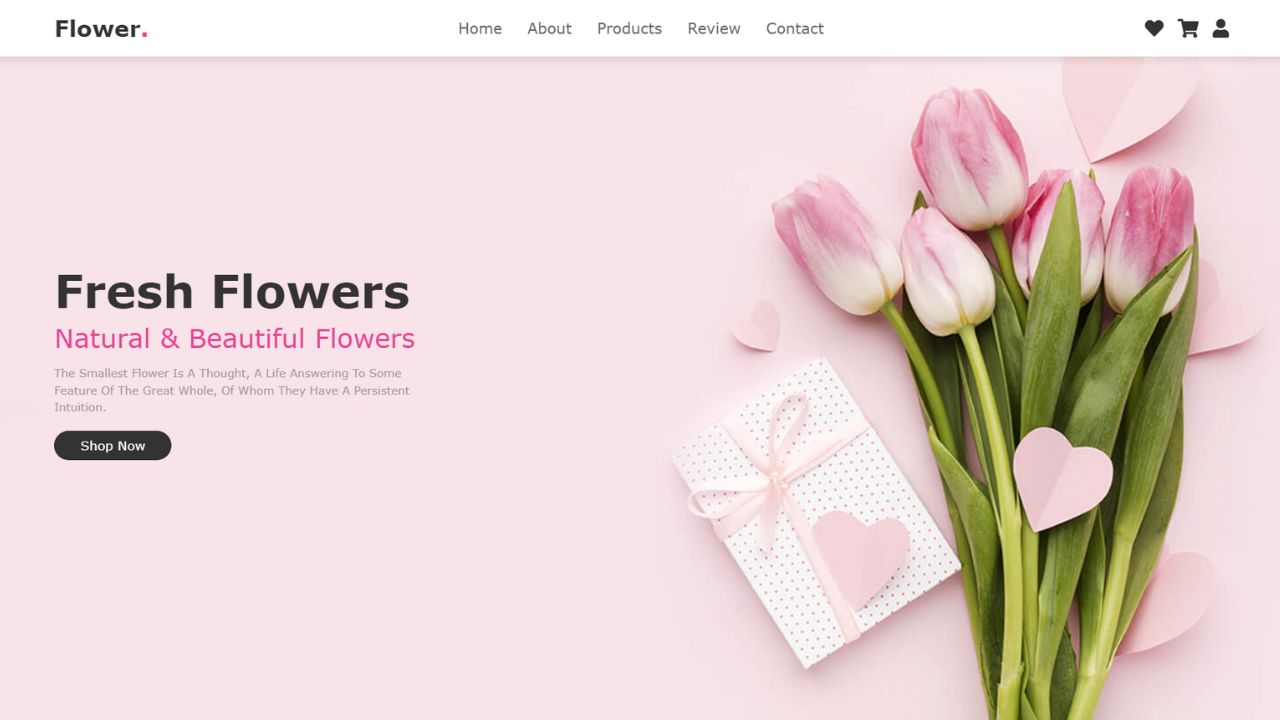 Flower.
Home About Products Review Contact
Fresh Flowers
Natural & Beautiful Flowers
The Smallest Flower Is A Thought, A Life Answering To Some
Feature Of The Great Whole, Of Whom They Have A Persistent
Intuition.
Shop Now